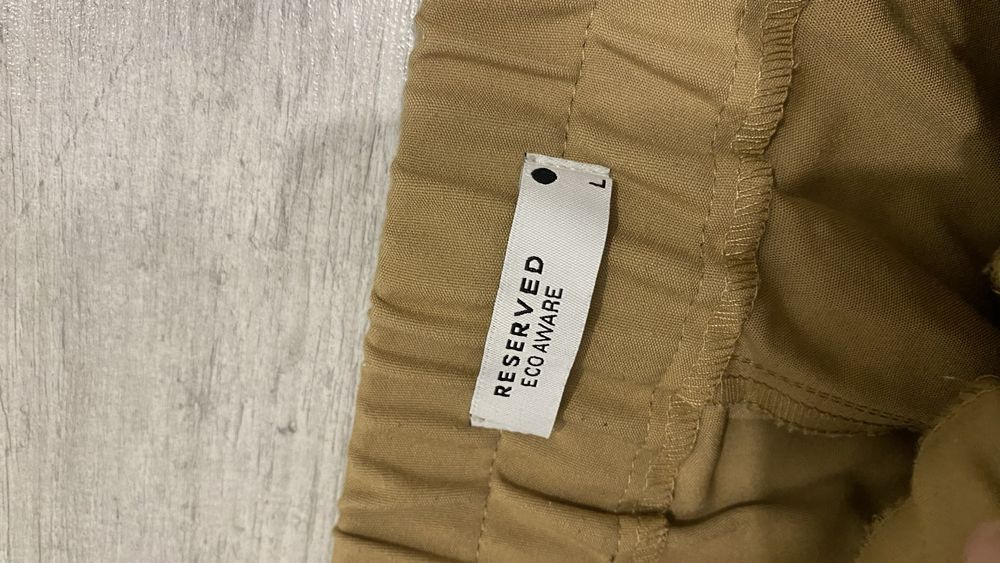 RESERVED
ECO AWARE
L